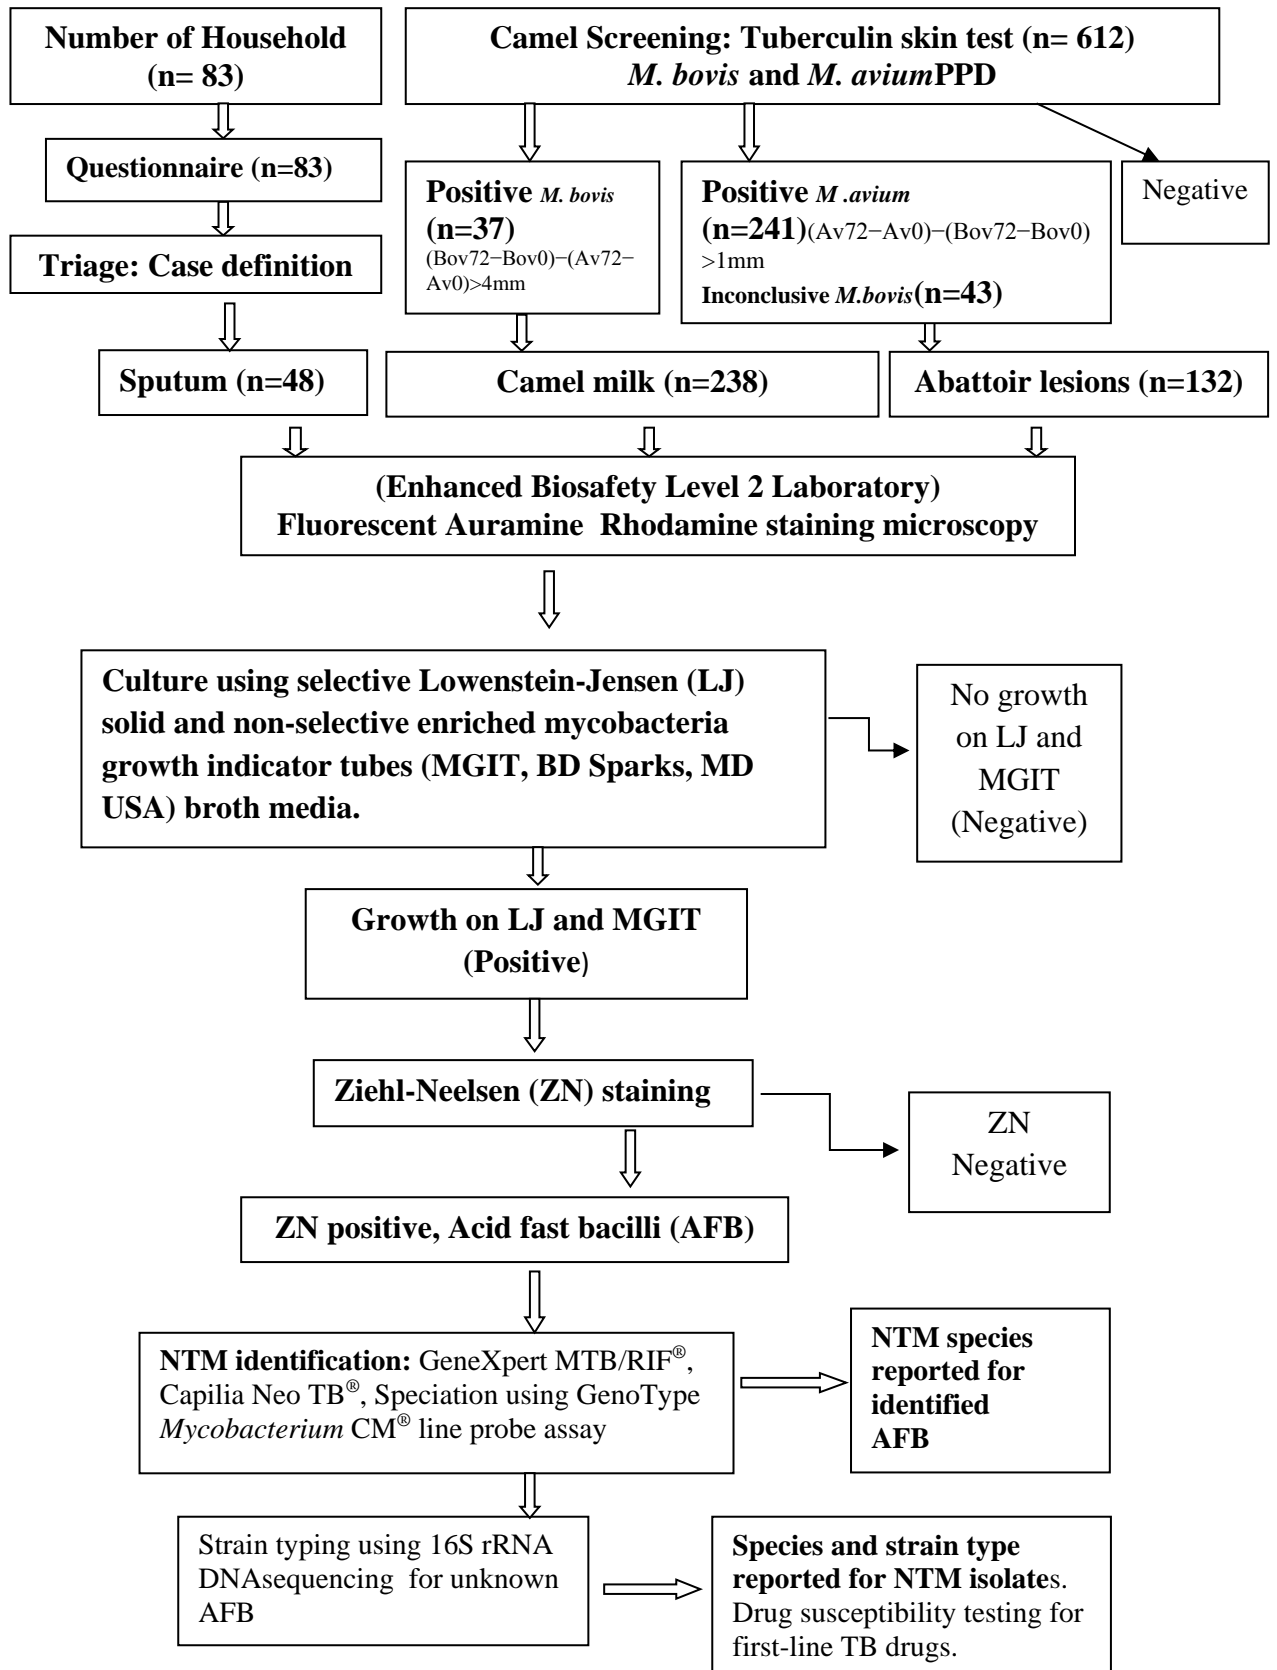 Number of Household
(n= 83)
Camel Screening: Tuberculin skin test (n= 612)
M. bovis and M. aviumPPD
Questionnaire (n=83)
Triage: Case definition
Sputum (n=48)
Positive M. bovis
(n=37)
(Bov72−Bov0)−(Av72−
Av0)>4mm
Positive M .avium
(n=241)(Av72−Av0)−(Bov72−Bov0)
>1mm
Inconclusive M.bovis(n=43)
Negative
Camel milk (n=238)
Abattoir lesions (n=132)
(Enhanced Biosafety Level 2 Laboratory)
Fluorescent Auramine  Rhodamine staining microscopy
Culture using selective Lowenstein-Jensen (LJ)
solid and non-selective enriched mycobacteria
growth indicator tubes (MGIT, BD Sparks, MD
USA) broth media.
No growth
on LJ and
MGIT
(Negative)
Growth on LJ and MGIT
(Positive)
Ziehl-Neelsen (ZN) staining
ZN
Negative
ZN positive, Acid fast bacilli (AFB)
NTM identification: GeneXpert MTB/RIF®,
Capilia Neo TB®, Speciation using GenoType
Mycobacterium CM® line probe assay
NTM species
reported for
identified
AFB
Strain typing using 16S rRNA
DNAsequencing  for unknown
AFB
Species and strain type
reported for NTM isolates.
Drug susceptibility testing for
first-line TB drugs.